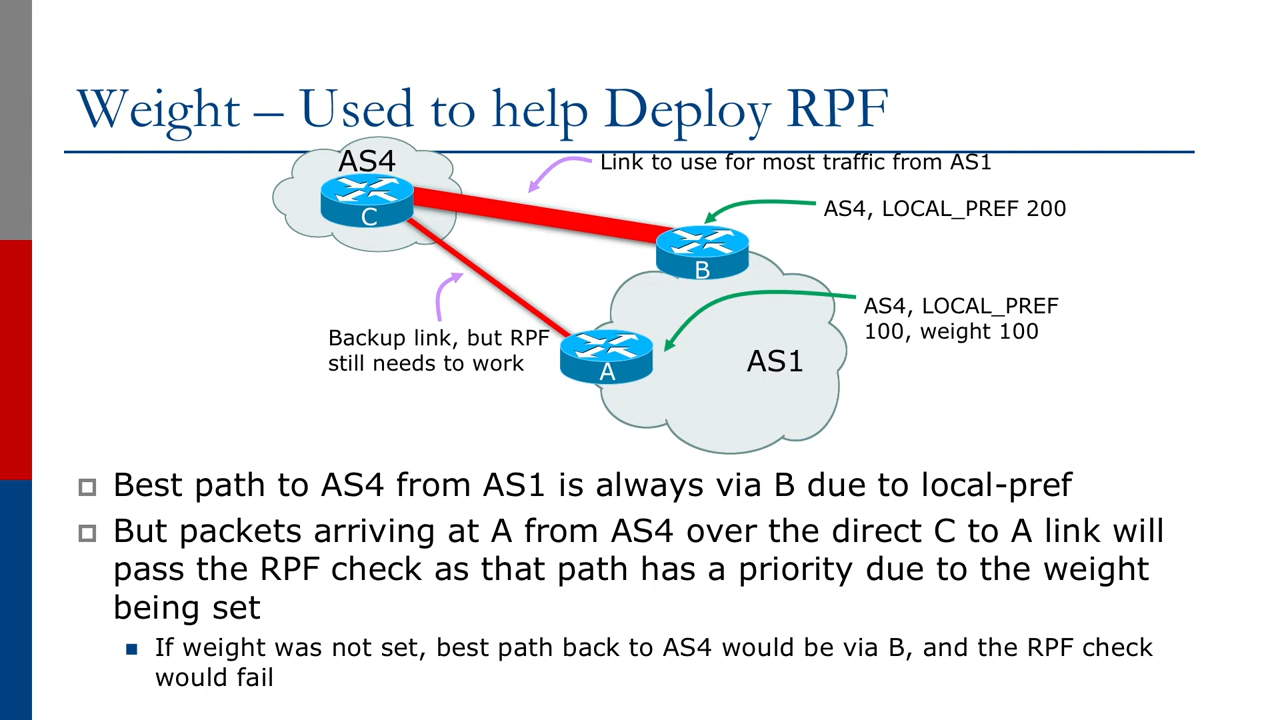 Weight – Used to help Deploy RPF
AS4
C
Link to use for most traffic from AS1
AS4, LOCAL_PREF 200
B
AS4, LOCAL_PREF
100, weight 100
Backup link, but RPF
still needs to work
A
AS1
Best path to AS4 from AS1 is always via B due to local-pref
But packets arriving at A from AS4 over the direct C to A link will
pass the RPF check as that path has a priority due to the weight
being set
If weight was not set, best path back to AS4 would be via B, and the RPF check
would fail